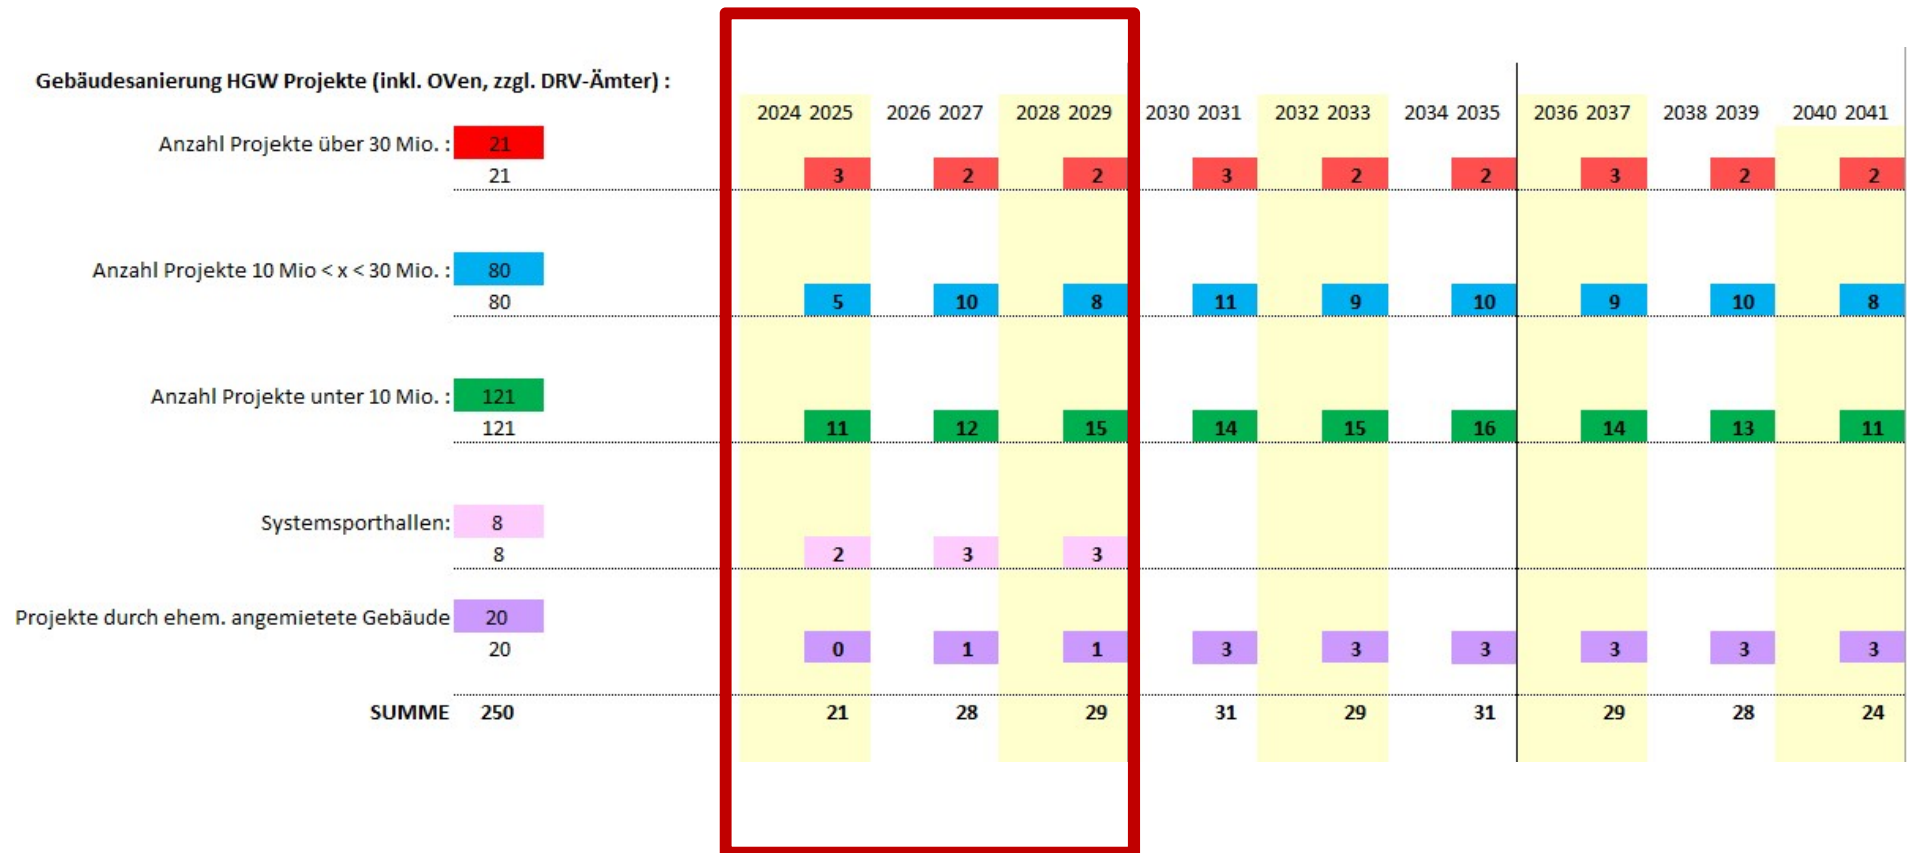 Gebäudesanierung HGW Projekte (inkl. OVen, zzgl. DRV-Ämter) :
2024 2025 2026 2027 2028 2029 2030 2031 2032 2033 2034 2035 2036 2037 2038 2039 2040 2041
Anzahl Projekte über 30 Mio. : 21
21 3 2 2 3 2 2 3 2 2
Anzahl Projekte 10 Mio < x < 30 Mio. : 80
80 5 10 8 11 9 10 9 10 8
Anzahl Projekte unter 10 Mio. : 121
121 11 12 15 14 15 16 14 13 11
Systemsporthallen: 8
8 2 3 3
Projekte durch ehem. angemietete Gebäude 20
20 0 1 1 3 3 3 3 3 3
SUMME 250 21 28 29 31 29 31 29 28 24